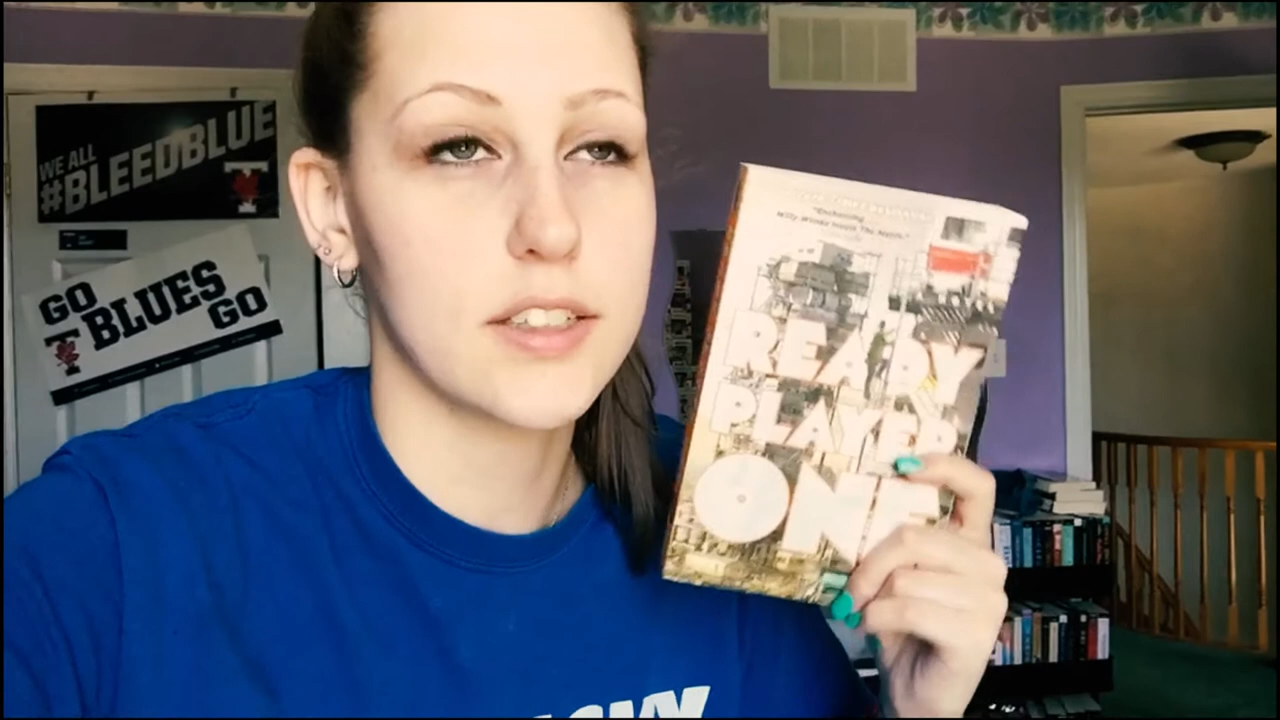 WE ALL
#BLEEDBLUE
T
GO
BLUES
GO
T
"Enchanting
Willy Wonka meets The Matrix."
READY
PLAYER
ONE